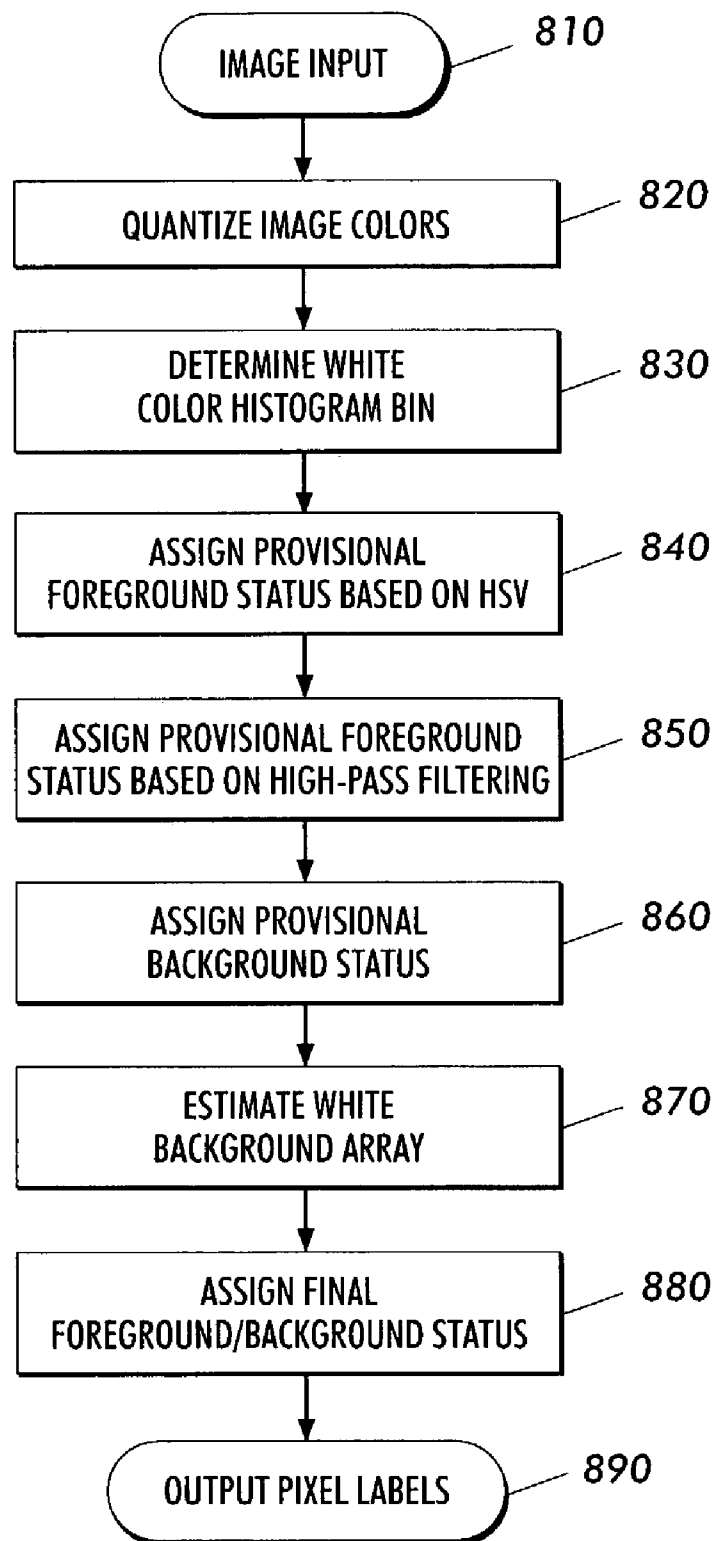 IMAGE INPUT
810
QUANTIZE IMAGE COLORS
820
DETERMINE WHITE
COLOR HISTOGRAM BIN
830
ASSIGN PROVISIONAL
FOREGROUND STATUS BASED ON HSV
840
ASSIGN PROVISIONAL FOREGROUND
STATUS BASED ON HIGH-PASS FILTERING
850
ASSIGN PROVISIONAL
BACKGROUND STATUS
860
ESTIMATE WHITE
BACKGROUND ARRAY
870
ASSIGN FINAL
FOREGROUND/BACKGROUND STATUS
880
OUTPUT PIXEL LABELS
890